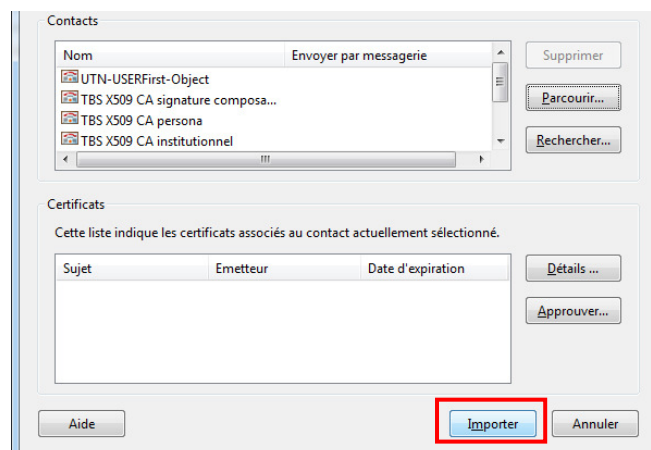 Contacts
Nom Envoyer par messagerie Supprimer
UTN-USERFirst-Object
TBS X509 CA signature composa... Parcourir...
TBS X509 CA persona
TBS X509 CA institutionnel Rechercher...
Certificats
Cette liste indique les certificats associés au contact actuellement sélectionné.
Sujet Emetteur Date d'expiration Détails ...
Approuver...
Aide Importer Annuler